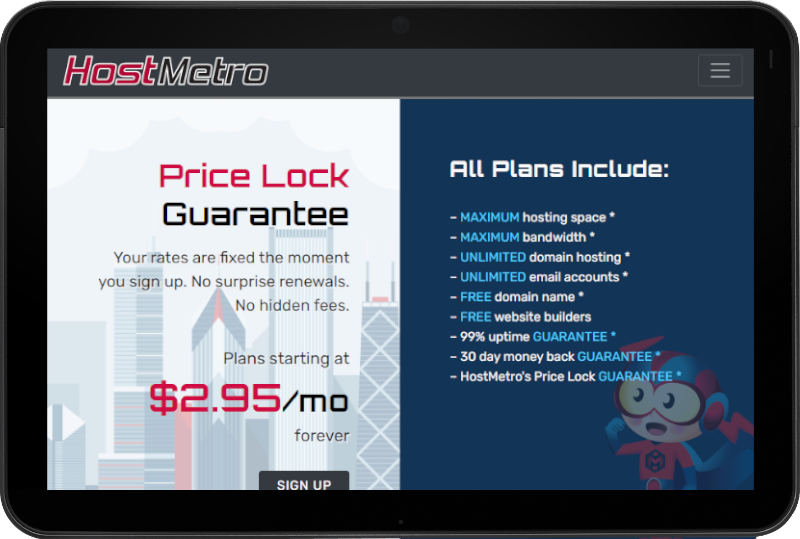 HostMetro
Price Lock
Guarantee
Your rates are fixed the moment
you sign up. No surprise renewals.
No hidden fees.
Plans starting at
$2.95/mo
forever
SIGN UP
All Plans Include:
– MAXIMUM hosting space *
– MAXIMUM bandwidth *
– UNLIMITED domain hosting *
– UNLIMITED email accounts *
– FREE domain name *
– FREE website builders
– 99% uptime GUARANTEE *
– 30 day money back GUARANTEE *
– HostMetro's Price Lock GUARANTEE *